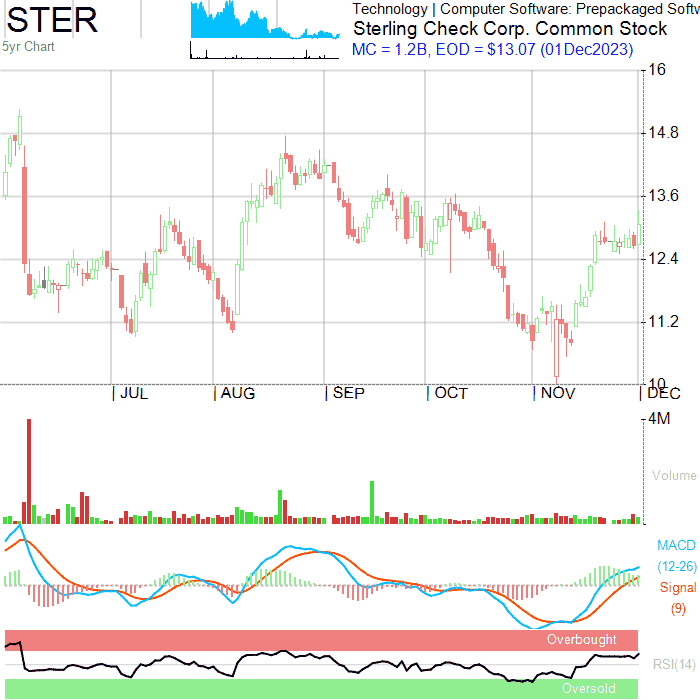 STER
5yr Chart
Technology | Computer Software: Prepackaged Softw
Sterling Check Corp. Common Stock
MC = 1.2B, EOD = $13.07 (01Dec2023)
16
14.8
13.6
12.4
11.2
10
| JUL | AUG | SEP | OCT | NOV | DEC
4M
Volume
MACD
(12-26)
Signal
(9)
Overbought
RSI(14)
Oversold